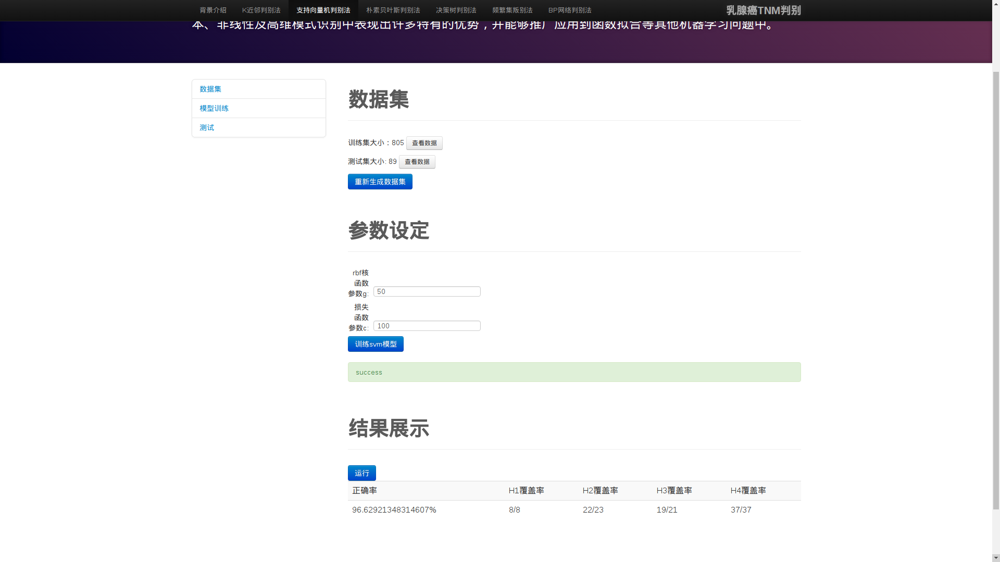 背景介绍 K近邻判别法 支持向量机判别法 朴素贝叶斯判别法 决策树判别法 频繁集叛别法 BP网络判别法 乳腺癌TNM判别
本、非线性及高维模式识别中表现出许多特有的优势，并能够推广应用到函数拟合等其他机器学习问题中。
数据集
模型训练
测试
数据集
训练集大小：805 查看数据
测试集大小: 89 查看数据
重新生成数据集
参数设定
rbf核
函数
参数g: 50
损失
函数
参数c: 100
训练svm模型
success
结果展示
运行
正确率 H1覆盖率 H2覆盖率 H3覆盖率 H4覆盖率
96.62921348314607% 8/8 22/23 19/21 37/37